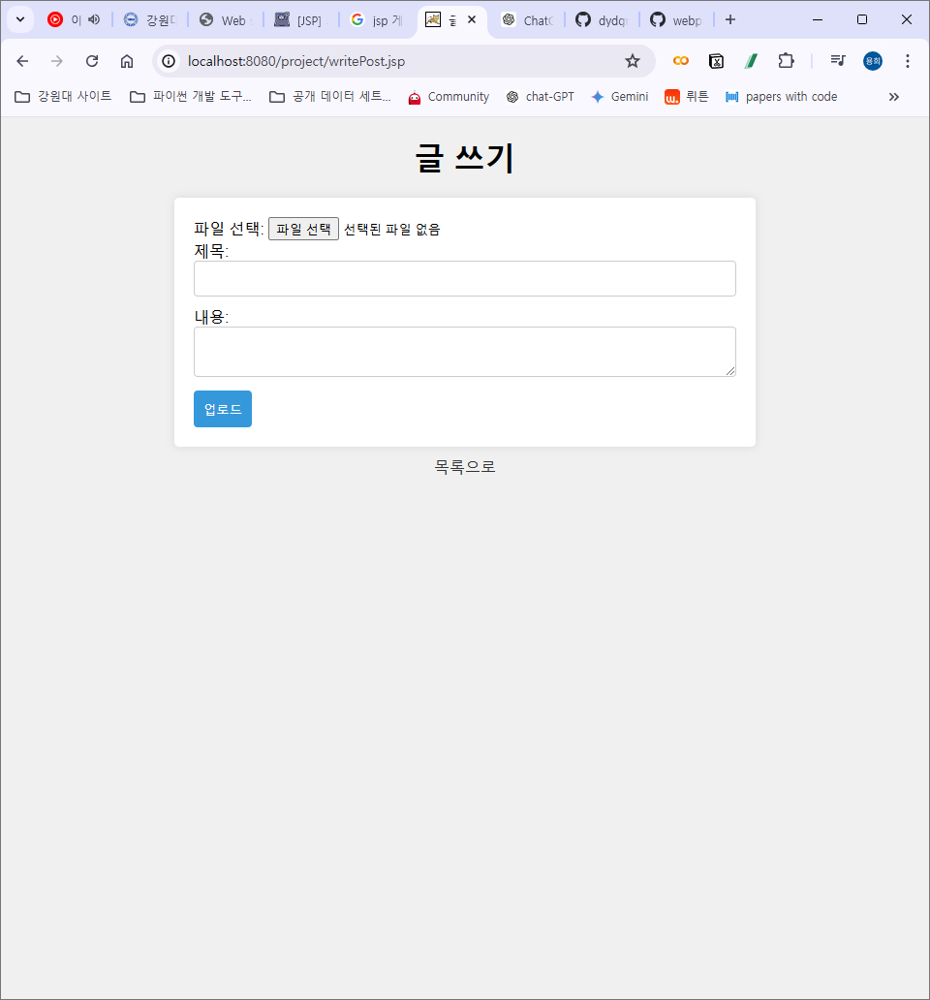 이 강원대 Web [JSP] jsp 게 글 ChatG dydq webp
localhost:8080/project/writePost.jsp
용희
강원대 사이트 파이썬 개발 도구... 공개 데이터 세트... Community chat-GPT Gemini 뤼튼 papers with code
글 쓰기
파일 선택: 파일 선택 선택된 파일 없음
제목:
내용:
업로드
목록으로